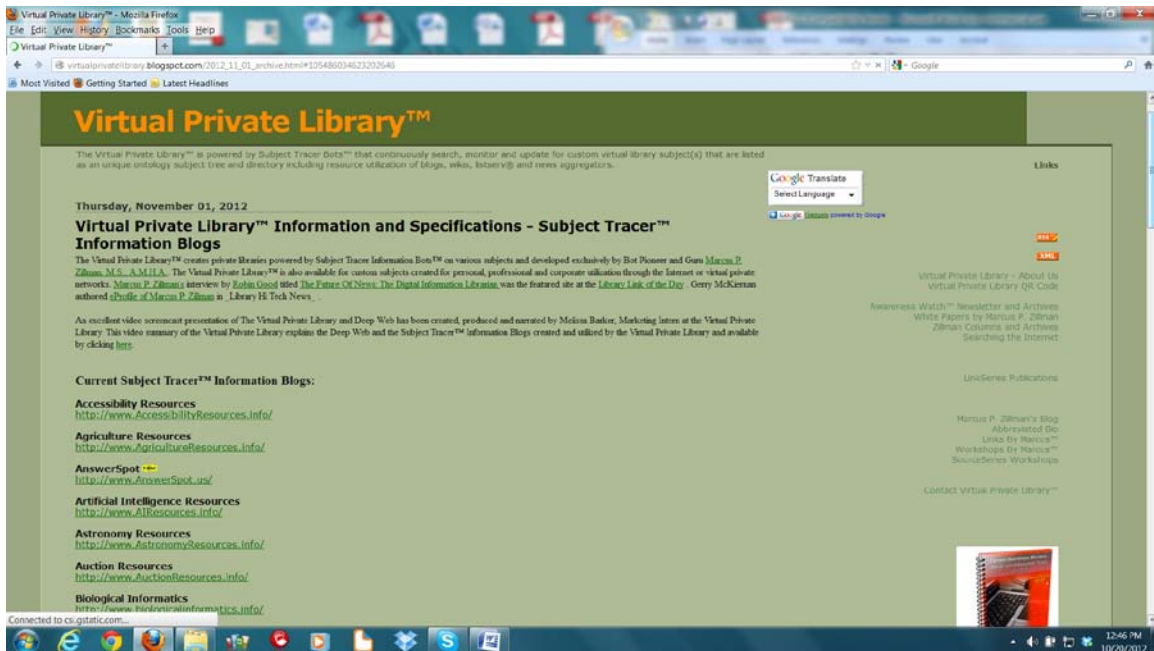 Virtual Private Library™ - Mozilla Firefox
File Edit View History Bookmarks Tools Help
Virtual Private Library™ +
virtualprivatelibrary.blogspot.com/2012_11_01_archive.html#105486034623202646
Google
Most Visited Getting Started Latest Headlines
Virtual Private Library™
The Virtual Private Library™ is powered by Subject Tracer Bots™ that continuously search, monitor and update for custom virtual library subject(s) that are listed
as an unique ontology subject tree and directory including resource utilization of blogs, wikis, listserv® and news aggregators.
Links
Google Translate
Select Language
Google powered by Google
Thursday, November 01, 2012
Virtual Private Library™ Information and Specifications - Subject Tracer™
Information Blogs
The Virtual Private Library™ creates private libraries powered by Subject Tracer Information Bots™ on various subjects and developed exclusively by Bot Pioneer and Guru Marcus P.
Zillman, M.S., A.M.H.A.. The Virtual Private Library™ is also available for custom subjects created for personal, professional and corporate utilization through the Internet or virtual private
networks. Marcus P. Zillman's interview by Robin Good titled The Future Of News: The Digital Information Librarian was the featured site at the Library Link of the Day . Gerry McKiernan
authored eProfile of Marcus P. Zillman in _Library Hi Tech News_ .
An excellent video screencast presentation of The Virtual Private Library and Deep Web has been created, produced and narrated by Melissa Barker, Marketing Intern at the Virtual Private
Library. This video summary of the Virtual Private Library explains the Deep Web and the Subject Tracer™ Information Blogs created and utilized by the Virtual Private Library and available
by clicking here.
Current Subject Tracer™ Information Blogs:
Accessibility Resources
http://www.AccessibilityResources.info/
Agriculture Resources
http://www.AgricultureResources.info/
AnswerSpot
http://www.AnswerSpot.us/
Artificial Intelligence Resources
http://www.AIResources.info/
Astronomy Resources
http://www.AstronomyResources.info/
Auction Resources
http://www.AuctionResources.info/
Biological Informatics
http://www.biologicalinformatics.info/
RSS
XML
Virtual Private Library - About Us
Virtual Private Library QR Code
Awareness Watch™ Newsletter and Archives
White Papers by Marcus P. Zillman
Zillman Columns and Archives
Searching the Internet
LinkSeries Publications
Marcus P. Zillman's Blog
Abbreviated Bio
Links By Marcus™
Workshops By Marcus™
SourceSeries Workshops
Contact Virtual Private Library™
Connected to csi.gstatic.com...
12:46 PM
10/29/2012